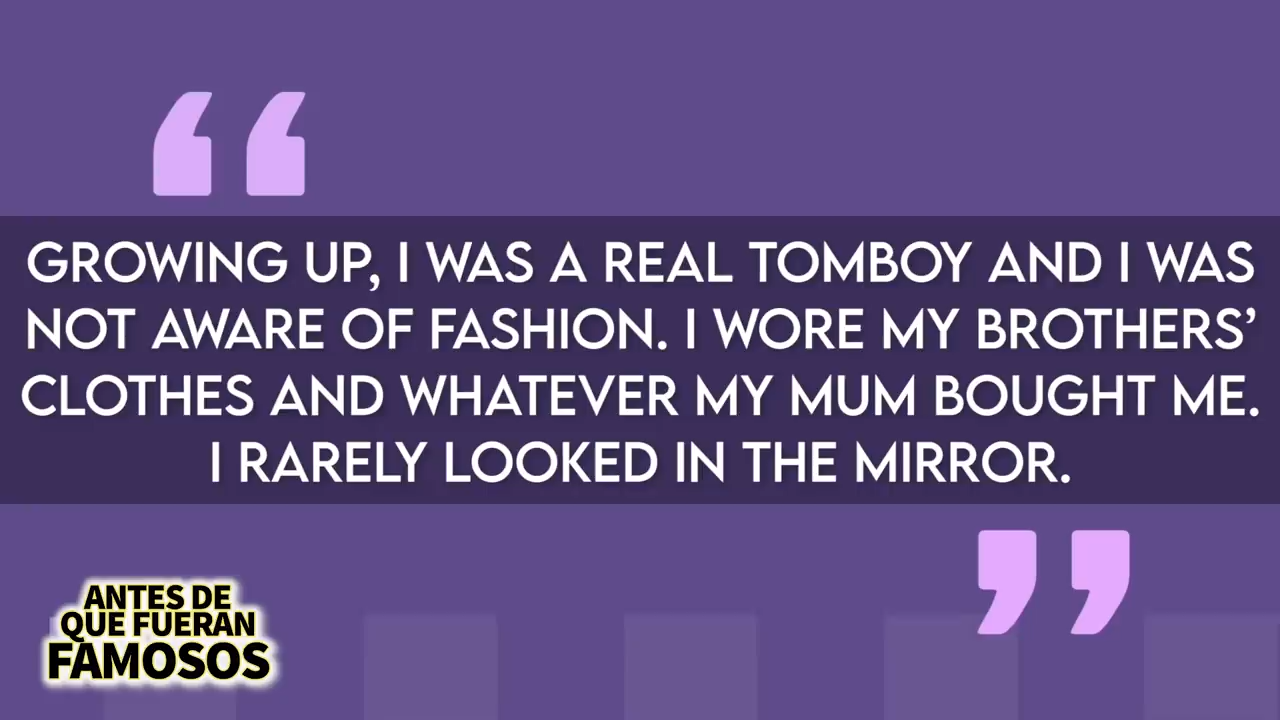 GROWING UP, I WAS A REAL TOMBOY AND I WAS
NOT AWARE OF FASHION. I WORE MY BROTHERS’
CLOTHES AND WHATEVER MY MUM BOUGHT ME.
I RARELY LOOKED IN THE MIRROR.
ANTES DE
QUE FUERAN
FAMOSOS